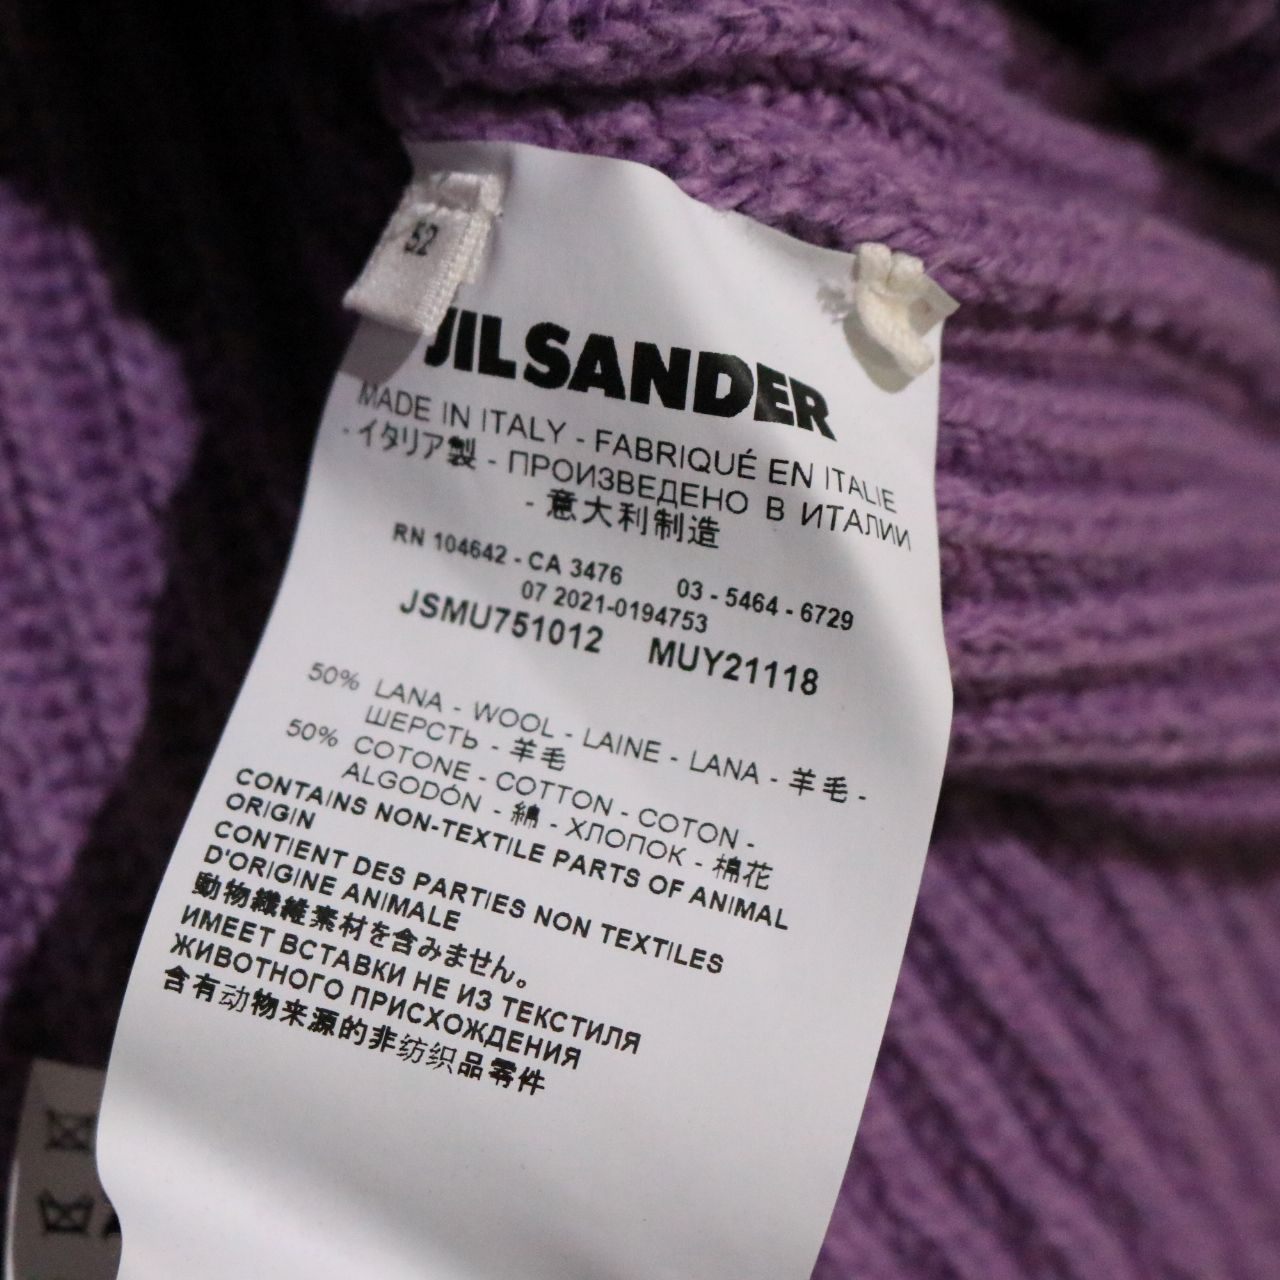 52
JIL SANDER
MADE IN ITALY - FABRIQUÉ EN ITALIE
- イタリア製 - ПРОИЗВЕДЕНО В ИТАЛИИ
- 意大利制造
RN 104642 - CA 3476 03 - 5464 - 6729
07 2021-0194753
JSMU751012 MUY21118
50% LANA - WOOL - LAINE - LANA - 羊毛 -
ШЕРСТЬ - 羊毛
50% COTONE - COTTON - COTON -
ALGODÓN - 綿 - ХЛОПОК - 棉花
CONTAINS NON-TEXTILE PARTS OF ANIMAL
ORIGIN
CONTIENT DES PARTIES NON TEXTILES
D'ORIGINE ANIMALE
動物繊維素材を含みません。
ИМЕЕТ ВСТАВКИ НЕ ИЗ ТЕКСТИЛЯ
ЖИВОТНОГО ПРИСХОЖДЕНИЯ
含有动物来源的非纺织品零件